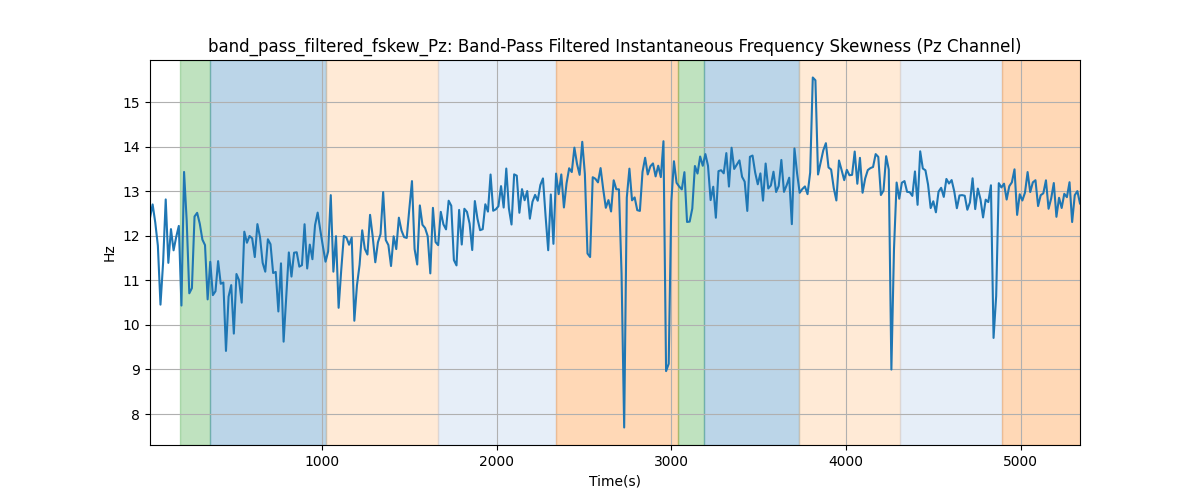 band_pass_filtered_fskew_Pz: Band-Pass Filtered Instantaneous Frequency Skewness (Pz Channel)
15
14
13
12
11
10
9
8
Hz
1000 2000 3000 4000 5000
Time(s)